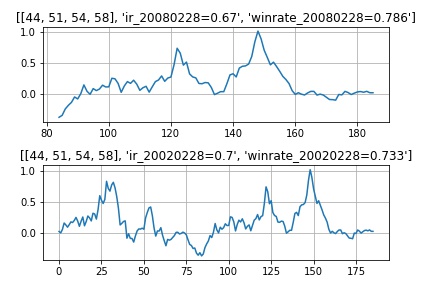 [[44, 51, 54, 58], 'ir_20080228=0.67', 'winrate_20080228=0.786']
1.0
0.5
0.0
80 100 120 140 160 180
[[44, 51, 54, 58], 'ir_20020228=0.7', 'winrate_20020228=0.733']
1.0
0.5
0.0
0 25 50 75 100 125 150 175